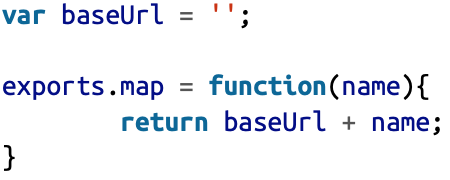 var baseUrl = '';
exports.map = function(name){
        return baseUrl + name;
}